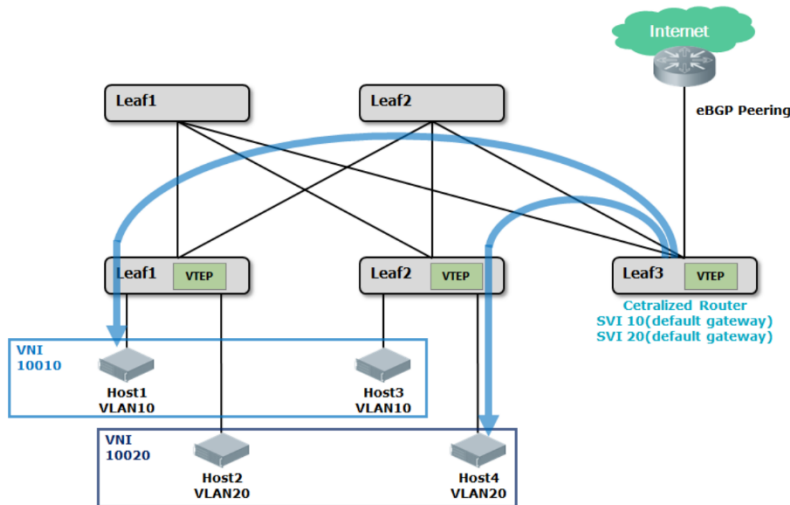 Internet
eBGP Peering
Leaf1
Leaf2
Leaf1
VTEP
Leaf2
VTEP
Leaf3
VTEP
Cetralized Router
SVI 10(default gateway)
SVI 20(default gateway)
VNI
10010
Host1
VLAN10
Host3
VLAN10
VNI
10020
Host2
VLAN20
Host4
VLAN20